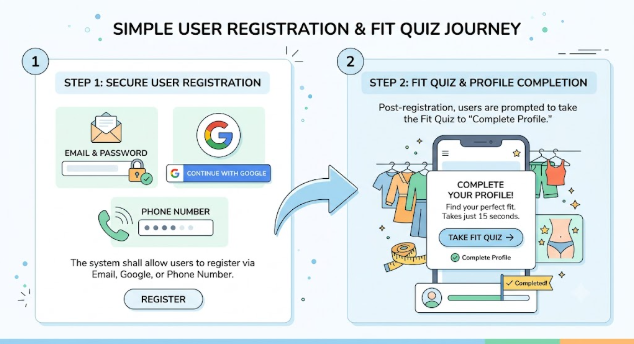 SIMPLE USER REGISTRATION & FIT QUIZ JOURNEY
1
STEP 1: SECURE USER REGISTRATION
EMAIL & PASSWORD
G
G CONTINUE WITH GOOGLE
PHONE NUMBER
The system shall allow users to register via
Email, Google, or Phone Number.
REGISTER
2
STEP 2: FIT QUIZ & PROFILE COMPLETION
Post-registration, users are prompted to take
the Fit Quiz to “Complete Profile.”
COMPLETE
YOUR PROFILE!
Find your perfect fit.
Takes just 15 seconds.
TAKE FIT QUIZ →
Complete Profile
Completed!